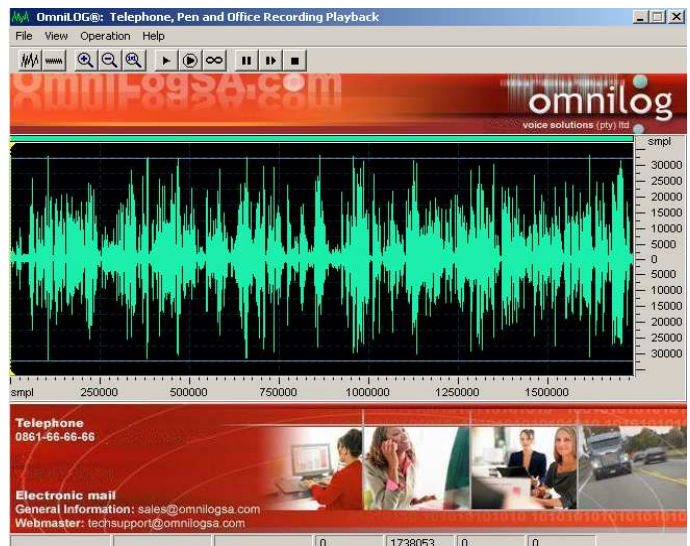 OmniLOG®: Telephone, Pen and Office Recording Playback
File View Operation Help
OmniLogSA.com
omnilog
voice solutions (pty) ltd
smpl
30000
25000
20000
15000
10000
5000
0
5000
10000
15000
20000
25000
30000
smpl 250000 500000 750000 1000000 1250000 1500000
Telephone
0861-66-66-66
Electronic mail
General Information: sales@omnilogsa.com
Webmaster: techsupport@omnilogsa.com
0 1738053 0 0